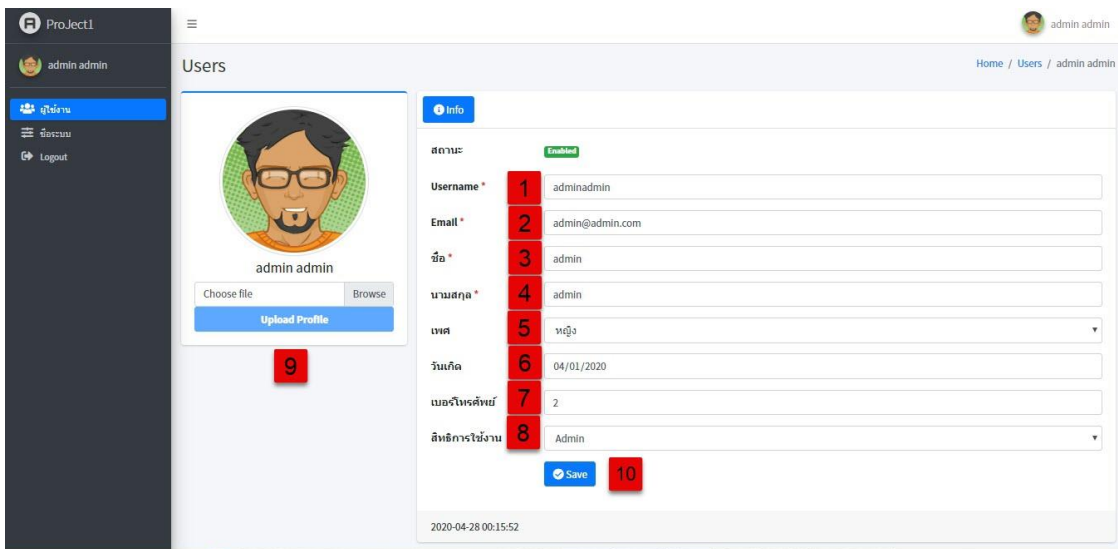 ProJect1
admin admin
admin admin
ผู้ใช้งาน
ชื่อระบบ
Logout
Users
Home / Users / admin admin
admin admin
Choose file Browse
Upload Profile
9
Info
สถานะ Enabled
Username * 1 adminadmin
Email * 2 admin@admin.com
ชื่อ * 3 admin
นามสกุล * 4 admin
เพศ 5 หญิง
วันเกิด 6 04/01/2020
เบอร์โทรศัพย์ 7 2
สิทธิการใช้งาน 8 Admin
Save 10
2020-04-28 00:15:52